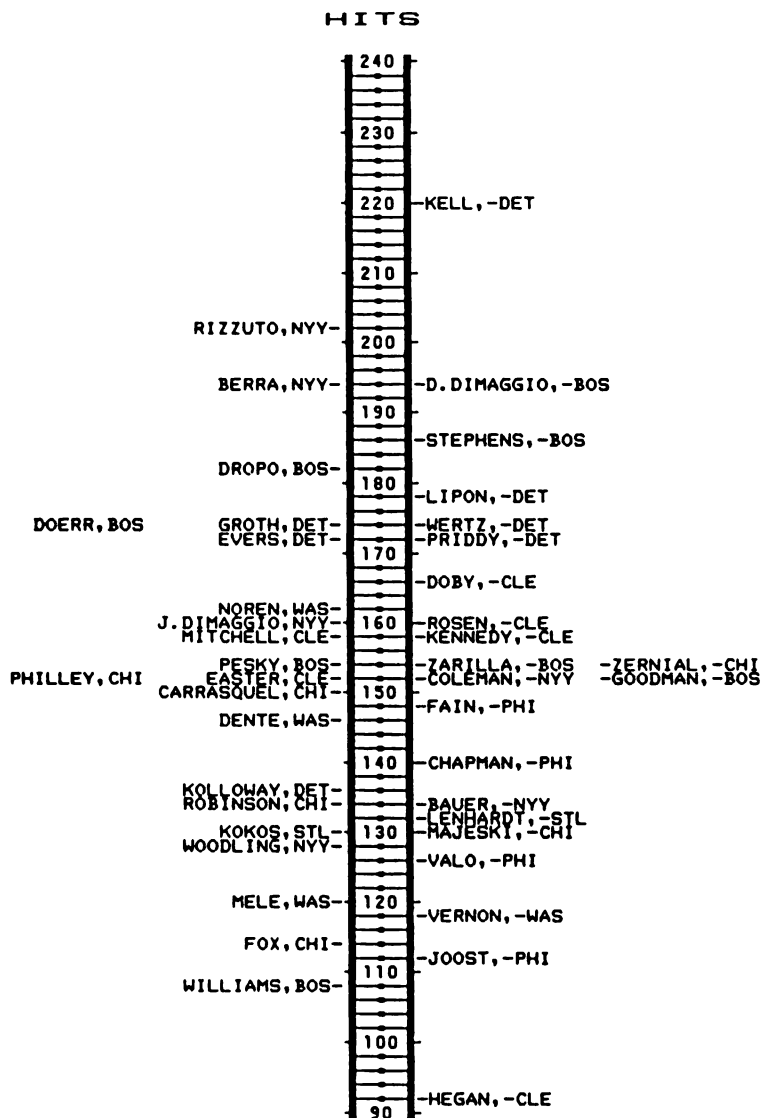 HITS
240
230
220 -KELL,-DET
210
RIZZUTO,NYY-
200
BERRA,NYY- -D.DIMAGGIO,-BOS
190
-STEPHENS,-BOS
DROPO,BOS-
180
-LIPON,-DET
DOERR,BOS GROTH,DET- -WERTZ,-DET
EVERS,DET- -PRIDDY,-DET
170
-DOBY,-CLE
NOREN,WAS-
J.DIMAGGIO,NYY- 160 -ROSEN,-CLE
MITCHELL,CLE- -KENNEDY,-CLE
PESKY,BOS- -ZARILLA,-BOS -ZERNIAL,-CHI
PHILLEY,CHI EASTER,CLE- -COLEMAN,-NYY -GOODMAN,-BOS
CARRASQUEL,CHI- 150
-FAIN,-PHI
DENTE,WAS-
140 -CHAPMAN,-PHI
KOLLOWAY,DET-
ROBINSON,CHI- -BAUER,-NYY
-LENHARDT,-STL
KOKOS,STL- 130 -MAJESKI,-CHI
WOODLING,NYY-
-VALO,-PHI
MELE,WAS- 120
-VERNON,-WAS
FOX,CHI-
-JOOST,-PHI
110
WILLIAMS,BOS-
100
-HEGAN,-CLE
90